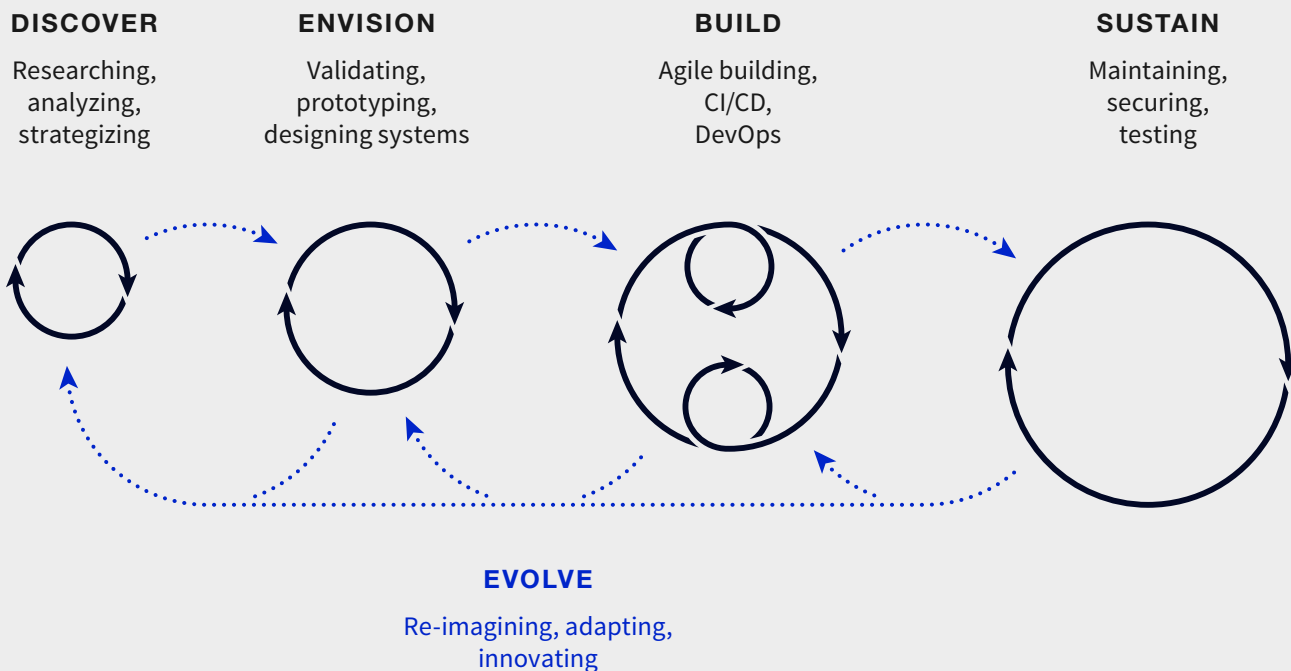 DISCOVER
Researching,
analyzing,
strategizing
ENVISION
Validating,
prototyping,
designing systems
BUILD
Agile building,
CI/CD,
DevOps
SUSTAIN
Maintaining,
securing,
testing
EVOLVE
Re-imagining, adapting,
innovating